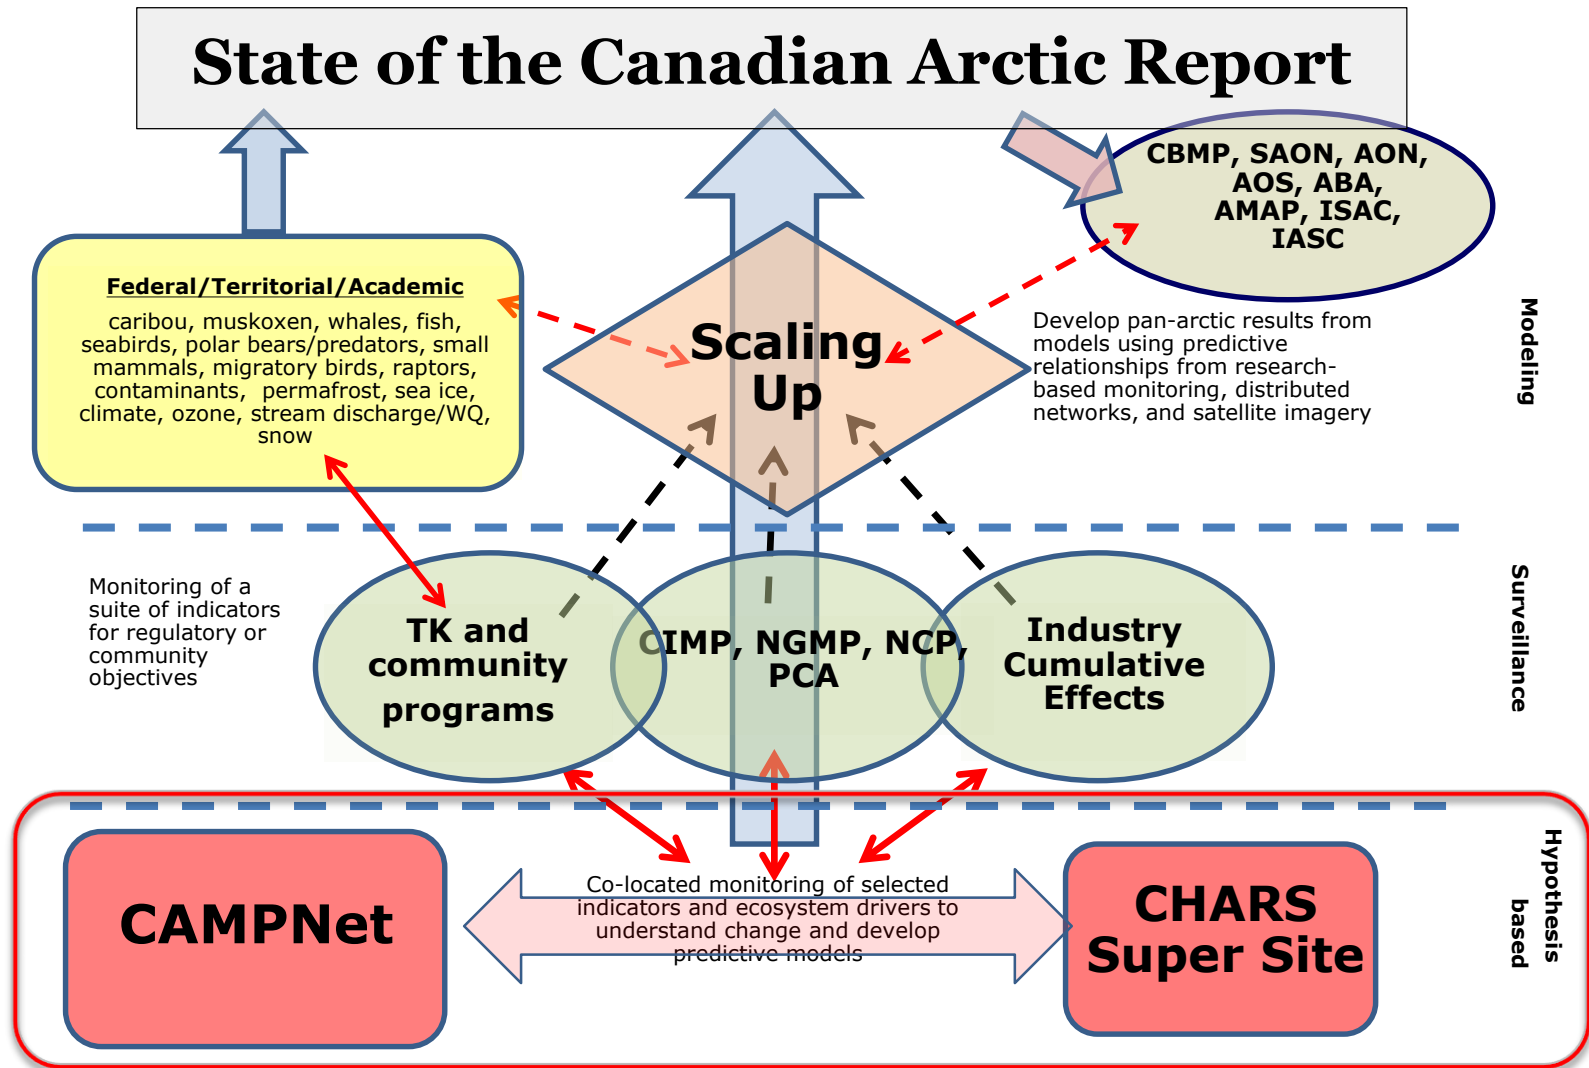 State of the Canadian Arctic Report
CBMP, SAON, AON,
AOS, ABA,
AMAP, ISAC,
IASC
Federal/Territorial/Academic
caribou, muskoxen, whales, fish,
seabirds, polar bears/predators, small
mammals, migratory birds, raptors,
contaminants, permafrost, sea ice,
climate, ozone, stream discharge/WQ,
snow
Scaling
Up
Develop pan-arctic results from
models using predictive
relationships from research-
based monitoring, distributed
networks, and satellite imagery
Modeling
Monitoring of a
suite of indicators
for regulatory or
community
objectives
TK and
community
programs
CIMP, NGMP, NCP,
PCA
Industry
Cumulative
Effects
Surveillance
CAMPNet
Co-located monitoring of selected
indicators and ecosystem drivers to
understand change and develop
predictive models
CHARS
Super Site
Hypothesis
based